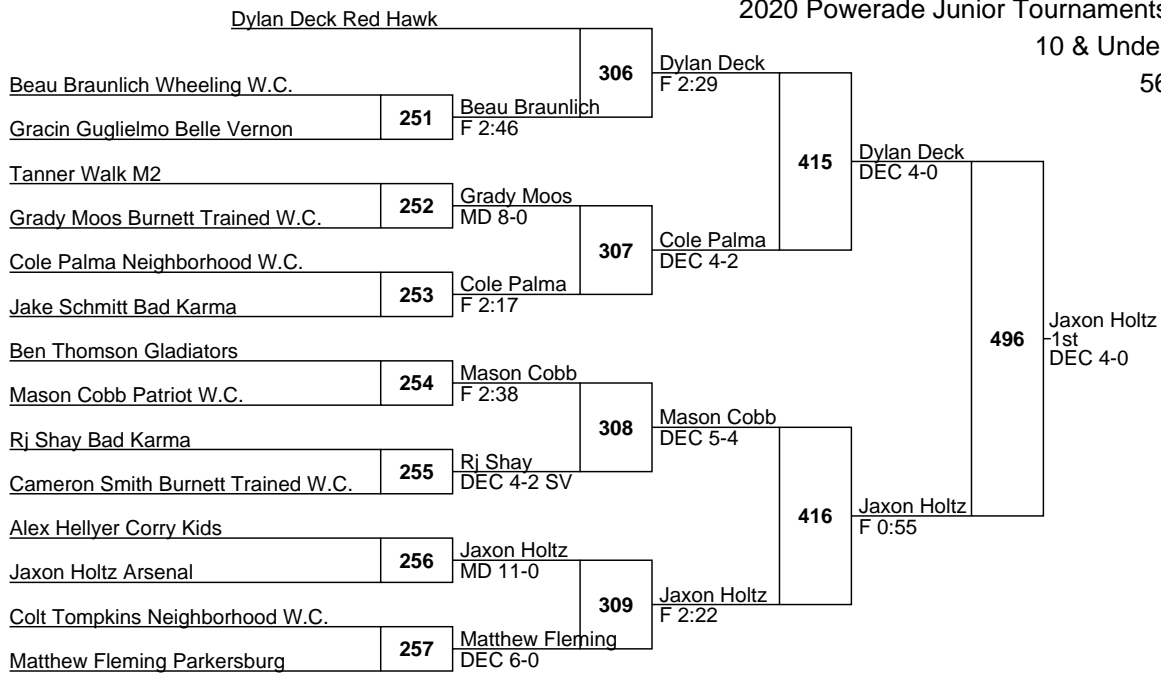 2020 Powerade Junior Tournaments
10 & Unde
56
Dylan Deck Red Hawk
306
Dylan Deck
F 2:29
Beau Braunlich Wheeling W.C.
251
Beau Braunlich
F 2:46
Gracin Guglielmo Belle Vernon
415
Dylan Deck
DEC 4-0
Tanner Walk M2
252
Grady Moos
MD 8-0
Grady Moos Burnett Trained W.C.
307
Cole Palma
DEC 4-2
Cole Palma Neighborhood W.C.
253
Cole Palma
F 2:17
Jake Schmitt Bad Karma
496
Jaxon Holtz
1st
DEC 4-0
Ben Thomson Gladiators
254
Mason Cobb
F 2:38
Mason Cobb Patriot W.C.
308
Mason Cobb
DEC 5-4
Rj Shay Bad Karma
255
Rj Shay
DEC 4-2 SV
Cameron Smith Burnett Trained W.C.
416
Jaxon Holtz
F 0:55
Alex Hellyer Corry Kids
256
Jaxon Holtz
MD 11-0
Jaxon Holtz Arsenal
309
Jaxon Holtz
F 2:22
Colt Tompkins Neighborhood W.C.
257
Matthew Fleming
DEC 6-0
Matthew Fleming Parkersburg